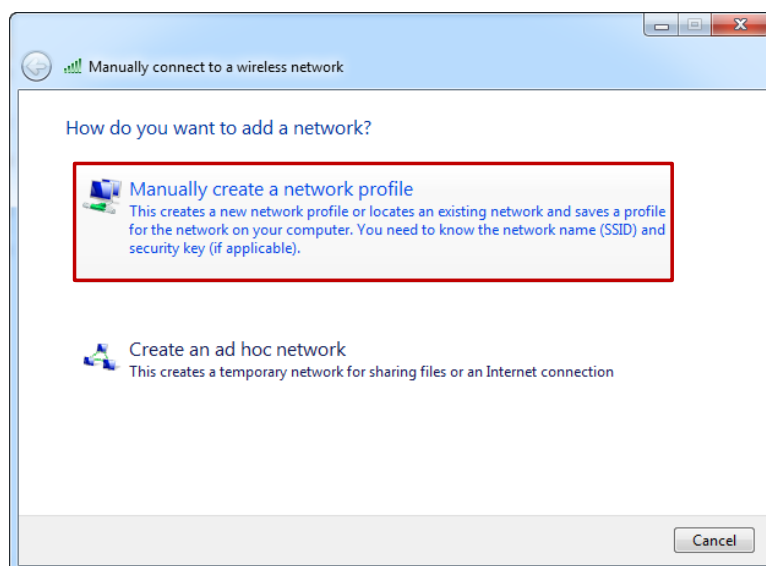 Manually connect to a wireless network
How do you want to add a network?
Manually create a network profile
This creates a new network profile or locates an existing network and saves a profile
for the network on your computer. You need to know the network name (SSID) and
security key (if applicable).
Create an ad hoc network
This creates a temporary network for sharing files or an Internet connection
Cancel